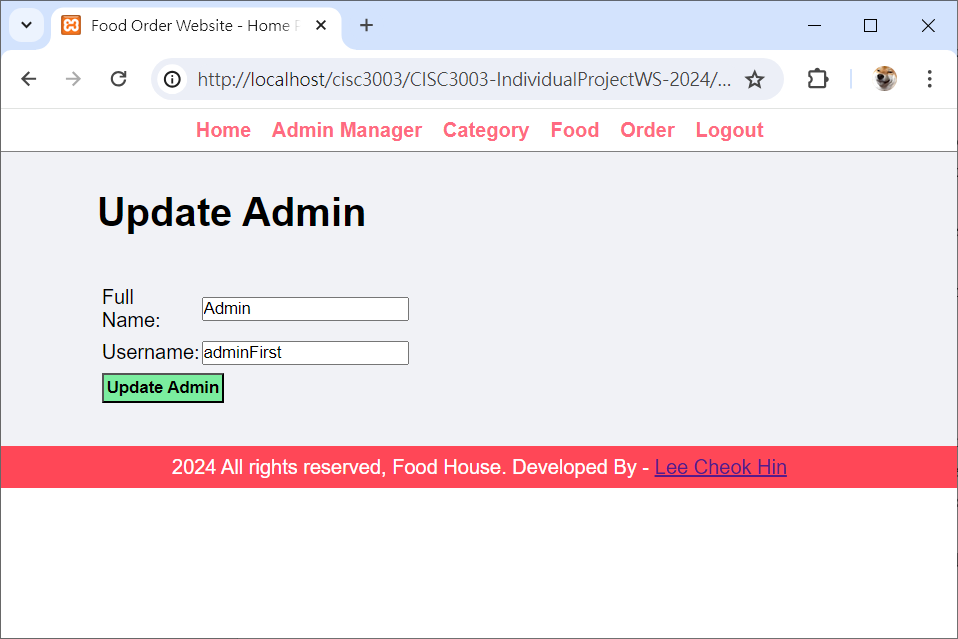 Food Order Website - Home
http://localhost/cisc3003/CISC3003-IndividualProjectWS-2024/...
Home Admin Manager Category Food Order Logout
Update Admin
Full
Name:
Admin
Username:
adminFirst
Update Admin
2024 All rights reserved, Food House. Developed By - Lee Cheok Hin